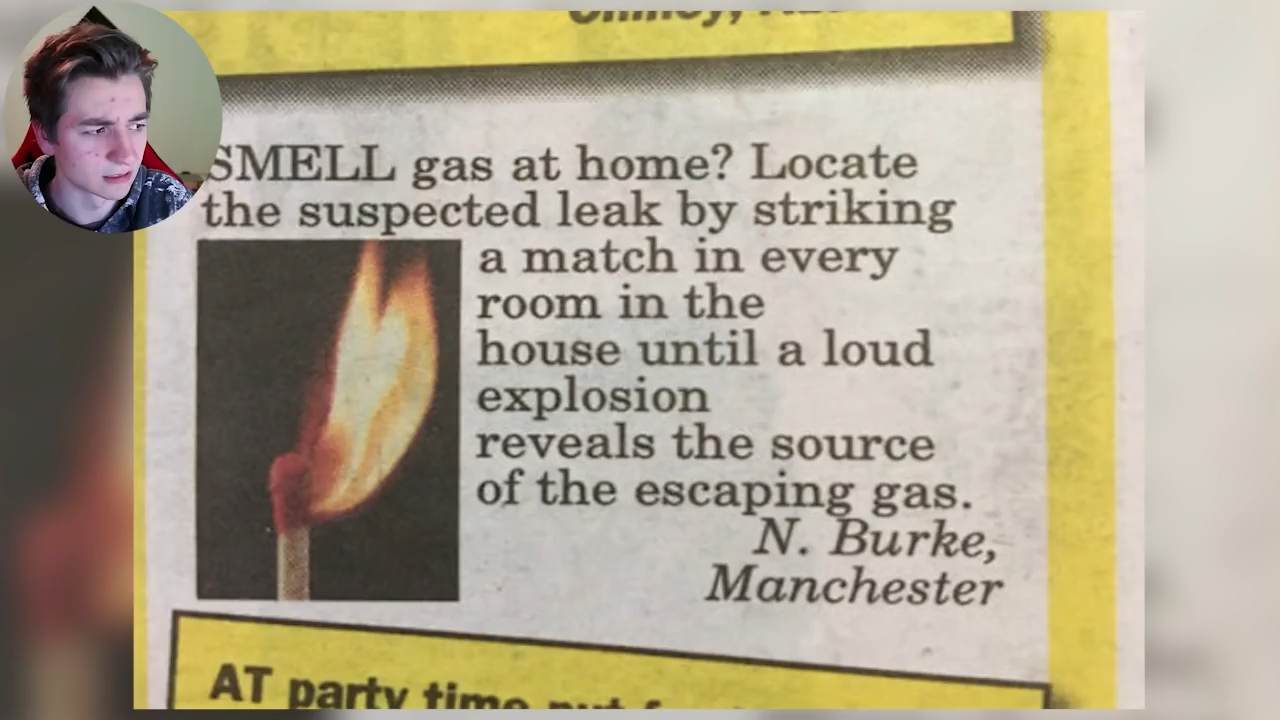 SMELL gas at home? Locate
the suspected leak by striking
a match in every
room in the
house until a loud
explosion
reveals the source
of the escaping gas.
N. Burke,
Manchester
AT party time put